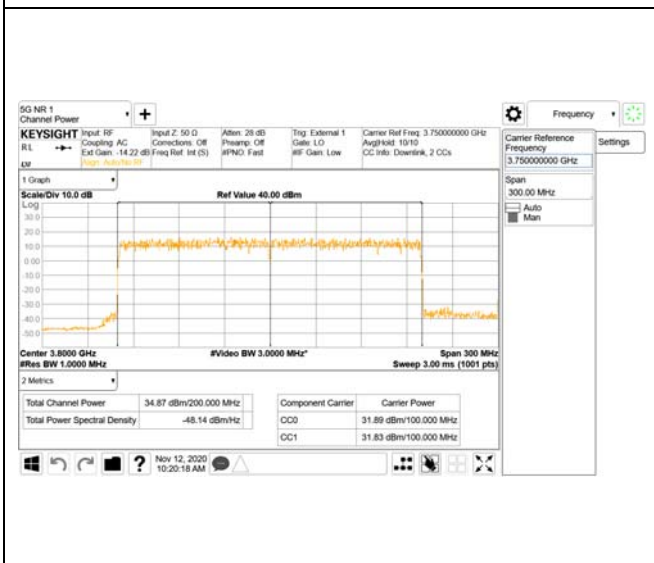 5G NR 1
Channel Power
Frequency
KEYSIGHT
Input: RF
Input Z: 50 Ω
Atten: 28 dB
Trig: External 1
Carrier Ref Freq: 3.750000000 GHz
RL
Coupling: AC
Corrections: Off
Preamp: Off
Gate: LO
Avg|Hold: 10/10
Ext Gain: -14.22 dB
Freq Ref: Int (S)
#PNO: Fast
#IF Gain: Low
CC Info: Downlink, 2 CCs
Align: Auto/No RF
Carrier Reference
Frequency
3.750000000 GHz
Settings
Span
300.00 MHz
Auto
Man
1 Graph
Scale/Div 10.0 dB
Ref Value 40.00 dBm
Log
30.0
20.0
10.0
0.00
-10.0
-20.0
-30.0
-40.0
-50.0
Center 3.8000 GHz
#Video BW 3.0000 MHz*
Span 300 MHz
#Res BW 1.0000 MHz
Sweep 3.00 ms (1001 pts)
2 Metrics
Total Channel Power
34.87 dBm/200.000 MHz
Total Power Spectral Density
-48.14 dBm/Hz
Component Carrier
Carrier Power
CC0
31.89 dBm/100.000 MHz
CC1
31.83 dBm/100.000 MHz
?
Nov 12, 2020
10:20:18 AM